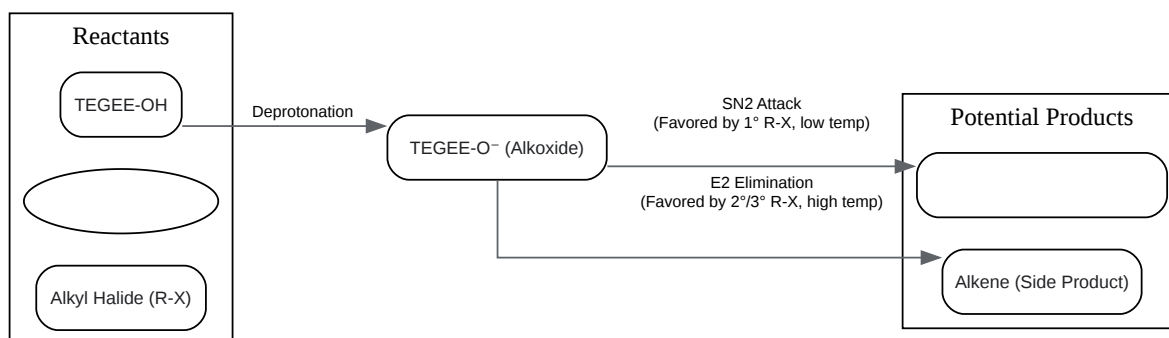 Reactants
TEGEE-OH
Alkyl Halide (R-X)
Deprotonation
TEGEE-O⁻ (Alkoxide)
SN2 Attack
(Favored by 1° R-X, low temp)
E2 Elimination
(Favored by 2°/3° R-X, high temp)
Potential Products
Alkene (Side Product)